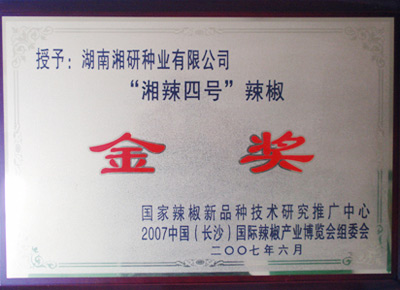 授予：湖南湘研种业有限公司
“湘辣四号”辣椒
金奖
国家辣椒新品种技术研究推广中心
2007中国（长沙）国际辣椒产业博览会组委会
二〇〇七年六月